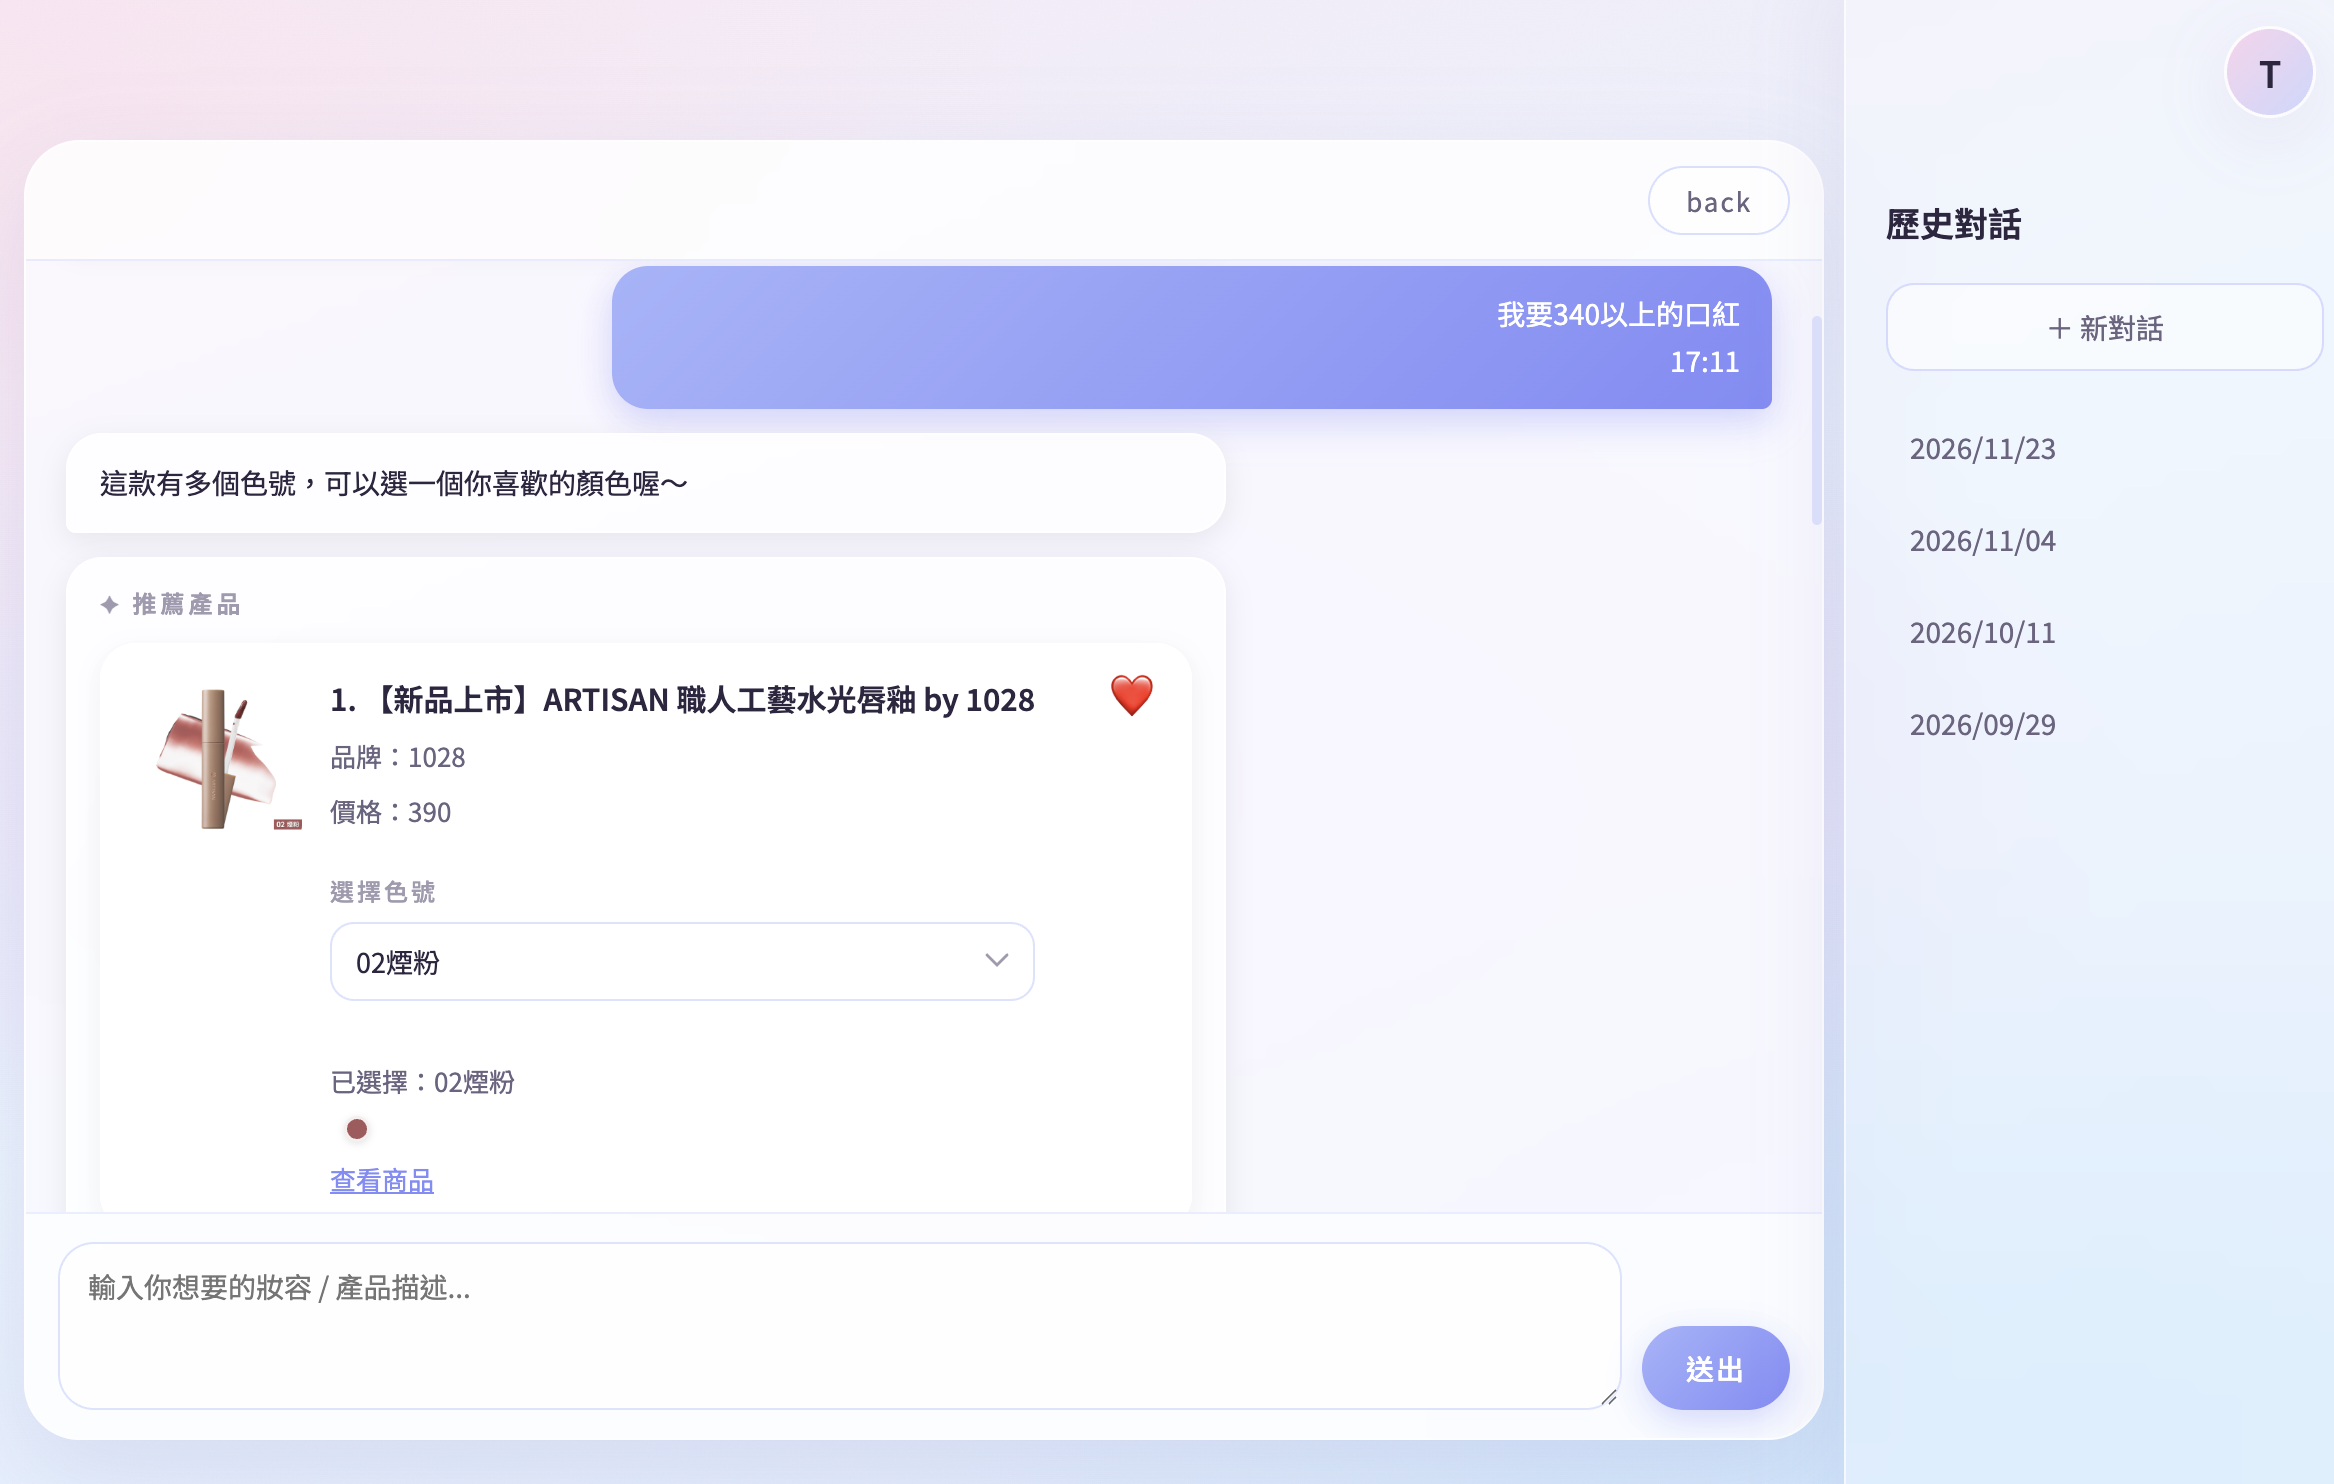 T
back
歷史對話
＋ 新對話
2026/11/23
2026/11/04
2026/10/11
2026/09/29
我要340以上的口紅
17:11
這款有多個色號，可以選一個你喜歡的顏色喔～
✦ 推薦產品
1. 【新品上市】ARTISAN 職人工藝水光唇釉 by 1028
品牌：1028
價格：390
02 煙粉
選擇色號
02煙粉
已選擇：02煙粉
查看商品
輸入你想要的妝容 / 產品描述...
送出